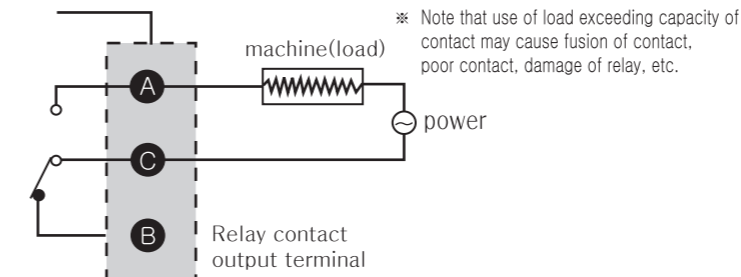 ※ Note that use of load exceeding capacity of
contact may cause fusion of contact,
poor contact, damage of relay, etc.
machine(load)
A
power
C
B
Relay contact
output terminal